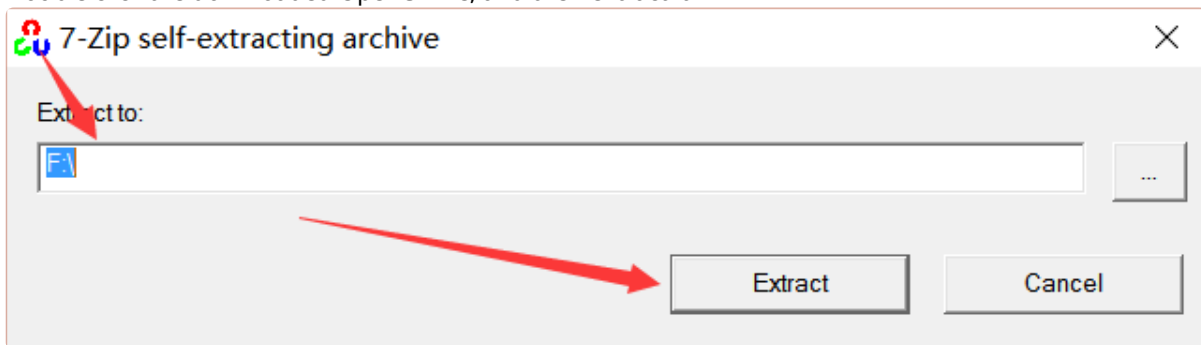 7-Zip self-extracting archive
Extract to:
F:\
...
Extract
Cancel